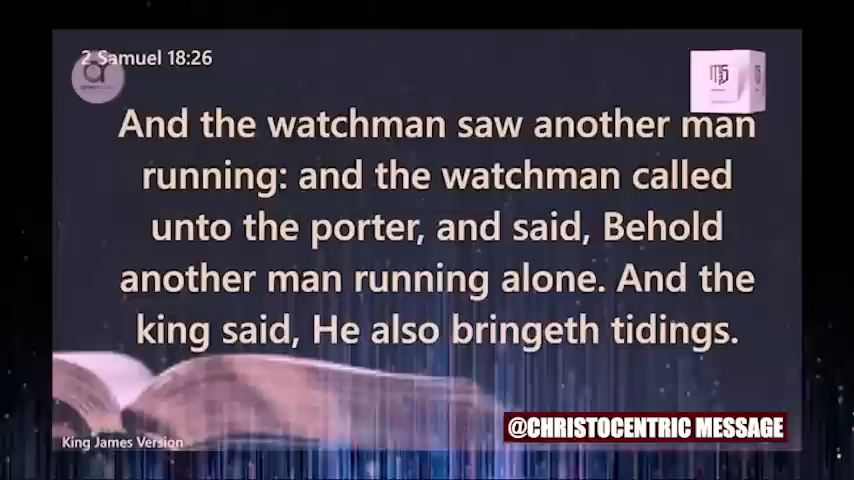 2 Samuel 18:26
And the watchman saw another man
running: and the watchman called
unto the porter, and said, Behold
another man running alone. And the
king said, He also bringeth tidings.
King James Version
@CHRISTOCENTRIC MESSAGE